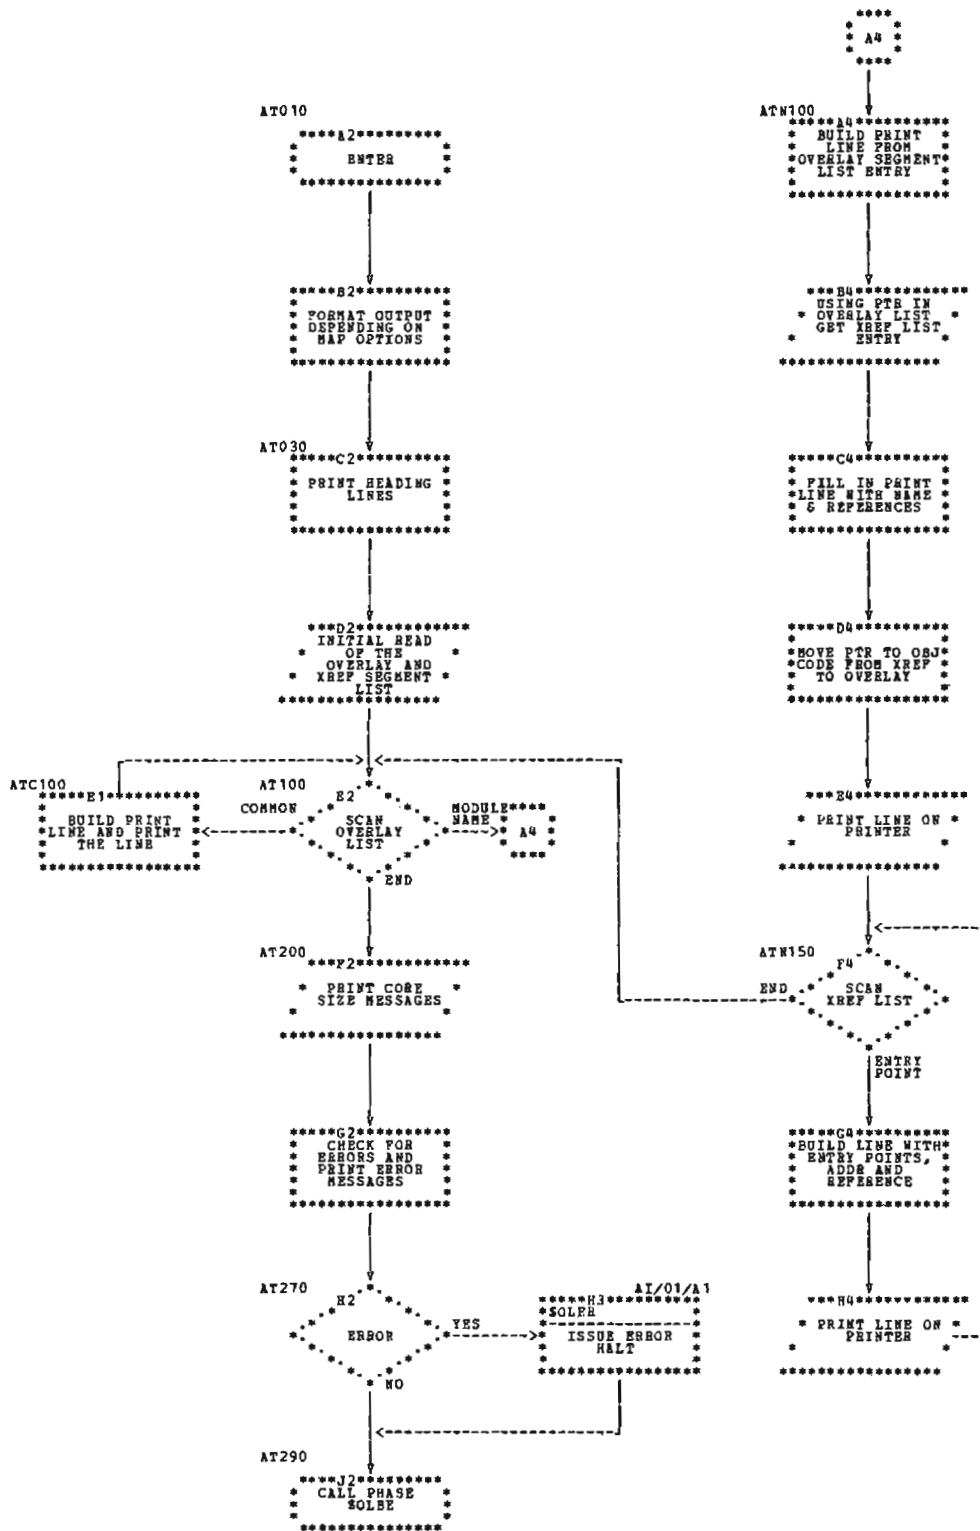 A4
AT010
A2
ENTER
B2
FORMAT OUTPUT
DEPENDING ON
MAP OPTIONS
AT030
C2
PRINT HEADING
LINES
D2
INITIAL READ
OF THE
OVERLAY AND
XREF SEGMENT
LIST
ATC100
E1
BUILD PRINT
LINE AND PRINT
THE LINE
AT100
COMMON
E2
SCAN
OVERLAY
LIST
MODULE
NAME
A4
END
AT200
F2
PRINT CORE
SIZE MESSAGES
G2
CHECK FOR
ERRORS AND
PRINT ERROR
MESSAGES
AT270
H2
ERROR
YES
NO
AI/01/A1
H3
SOLER
ISSUE ERROR
HALT
AT290
J2
CALL PHASE
SOLBE
ATN100
A4
BUILD PRINT
LINE FROM
OVERLAY SEGMENT
LIST ENTRY
B4
USING PTR IN
OVERLAY LIST
GET XREF LIST
ENTRY
C4
FILL IN PRINT
LINE WITH NAME
& REFERENCES
D4
MOVE PTR TO OBJ
CODE FROM XREF
TO OVERLAY
E4
PRINT LINE ON
PRINTER
ATN150
F4
END
SCAN
XREF LIST
ENTRY
POINT
G4
BUILD LINE WITH
ENTRY POINTS,
ADDR AND
REFERENCE
H4
PRINT LINE ON
PRINTER